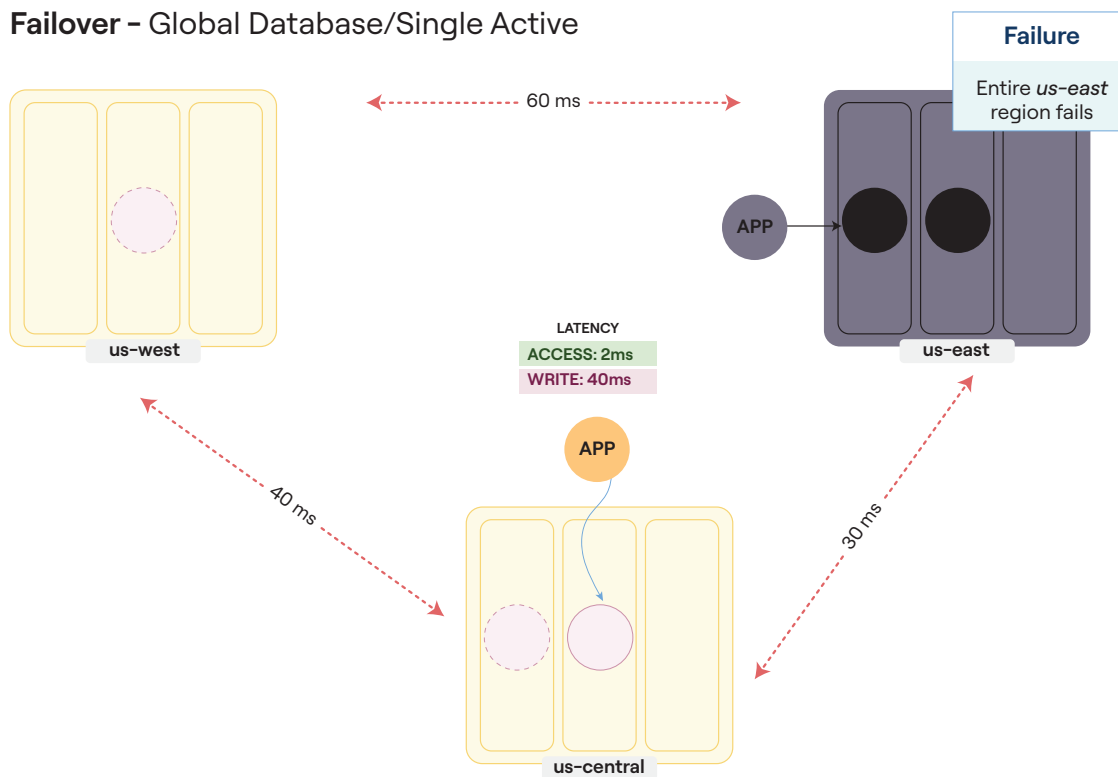 Failover - Global Database/Single Active
Failure
Entire us-east
region fails
60 ms
APP
us-west
us-east
LATENCY
ACCESS: 2ms
WRITE: 40ms
APP
40 ms
30 ms
us-central